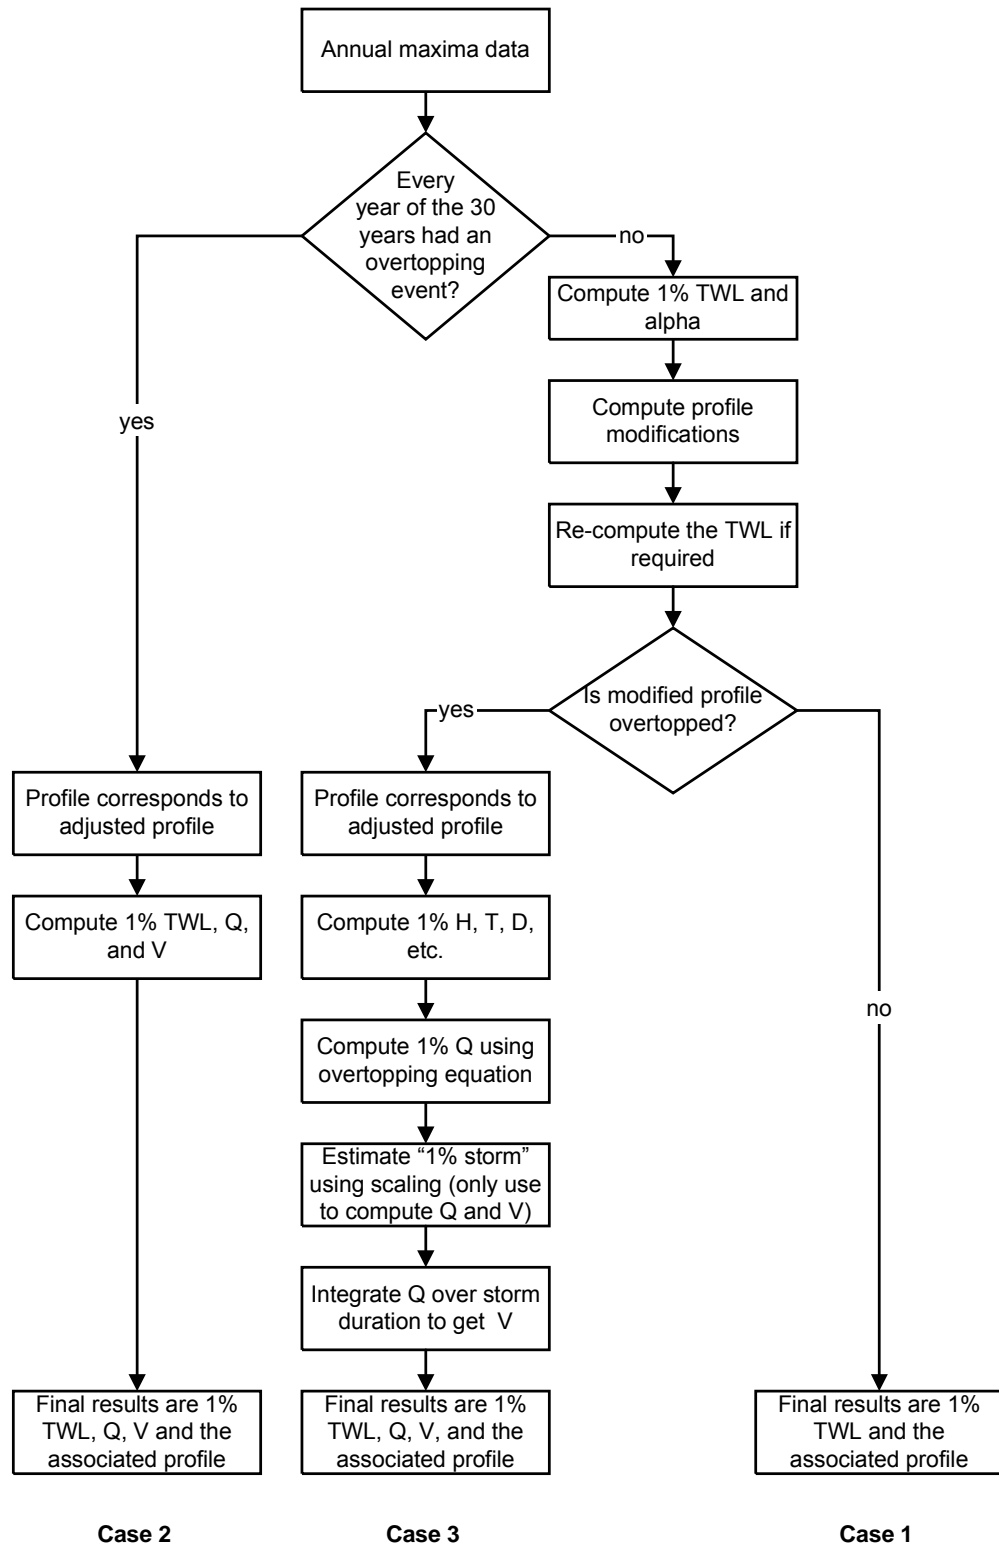 Annual maxima data
Every
year of the 30
years had an
overtopping
event?
no
Compute 1% TWL and
alpha
yes
Compute profile
modifications
Re-compute the TWL if
required
Is modified profile
overtopped?
yes
Profile corresponds to
adjusted profile
Profile corresponds to
adjusted profile
Compute 1% TWL, Q,
and V
Compute 1% H, T, D,
etc.
no
Compute 1% Q using
overtopping equation
Estimate “1% storm”
using scaling (only use
to compute Q and V)
Integrate Q over storm
duration to get  V
Final results are 1%
TWL, Q, V and the
associated profile
Final results are 1%
TWL, Q, V, and the
associated profile
Final results are 1%
TWL and the
associated profile
Case 2
Case 3
Case 1